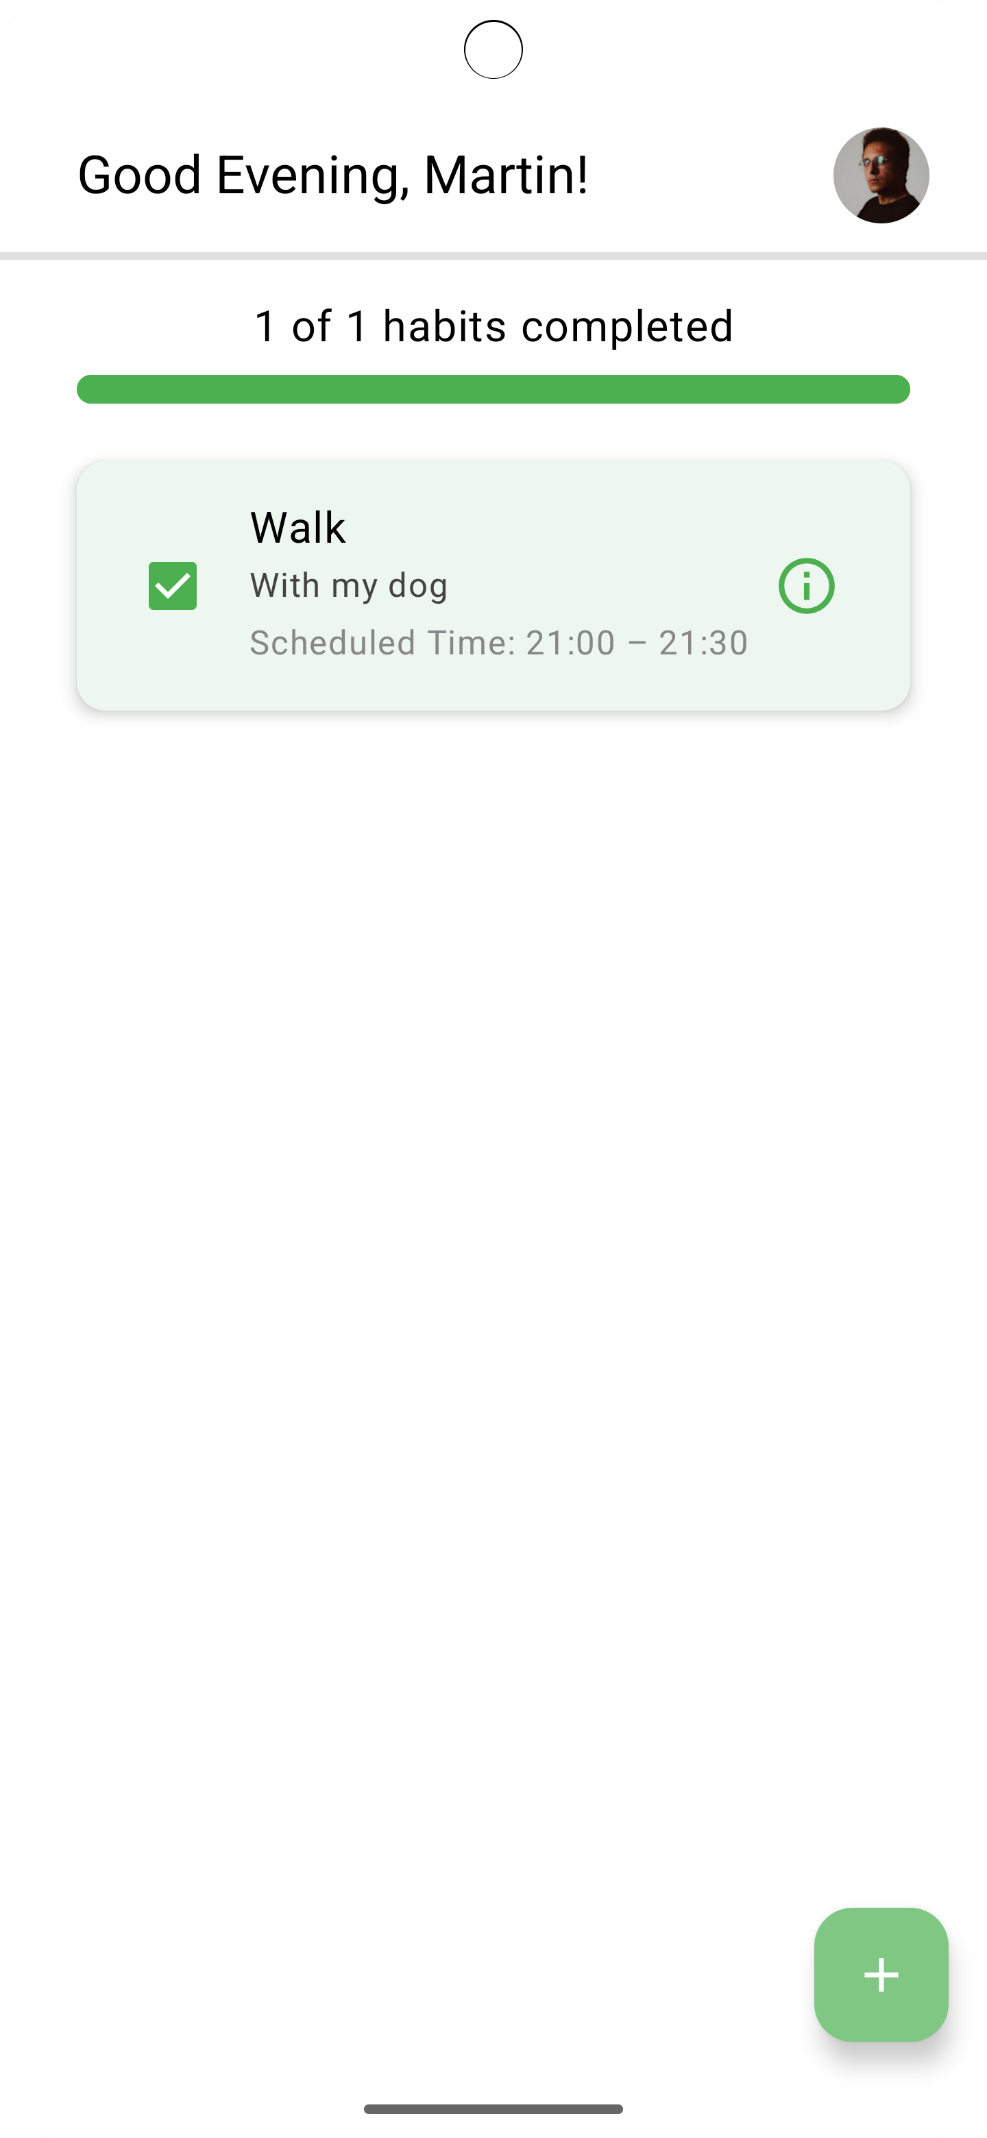 Good Evening, Martin!
1 of 1 habits completed
Walk
With my dog
Scheduled Time: 21:00 – 21:30